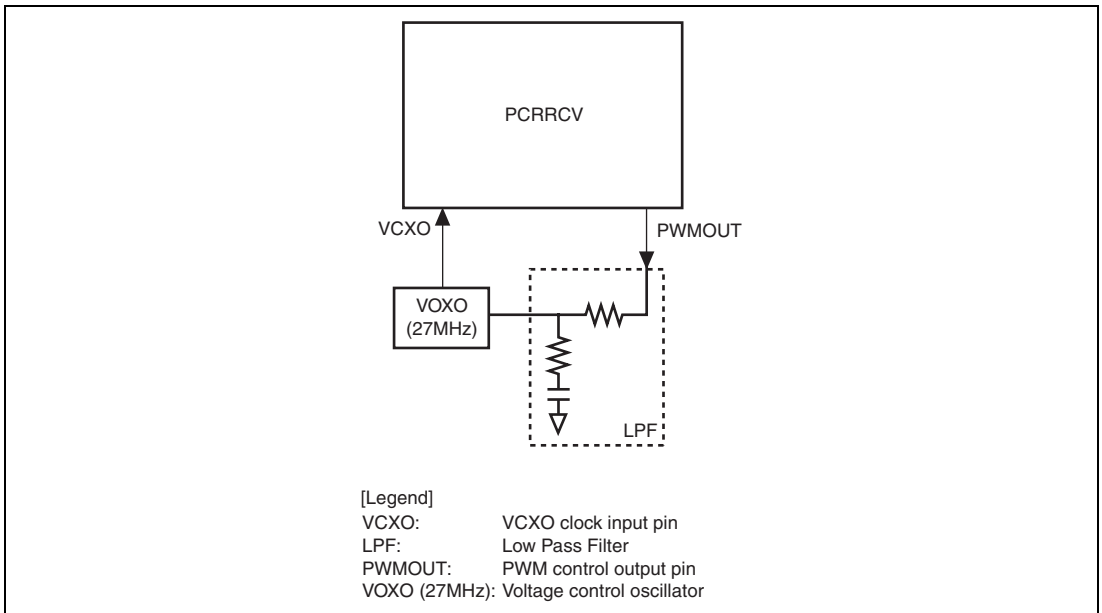 PCRRCV
VCXO
PWMOUT
VOXO
(27MHz)
LPF
[Legend]
VCXO: VCXO clock input pin
LPF: Low Pass Filter
PWMOUT: PWM control output pin
VOXO (27MHz): Voltage control oscillator